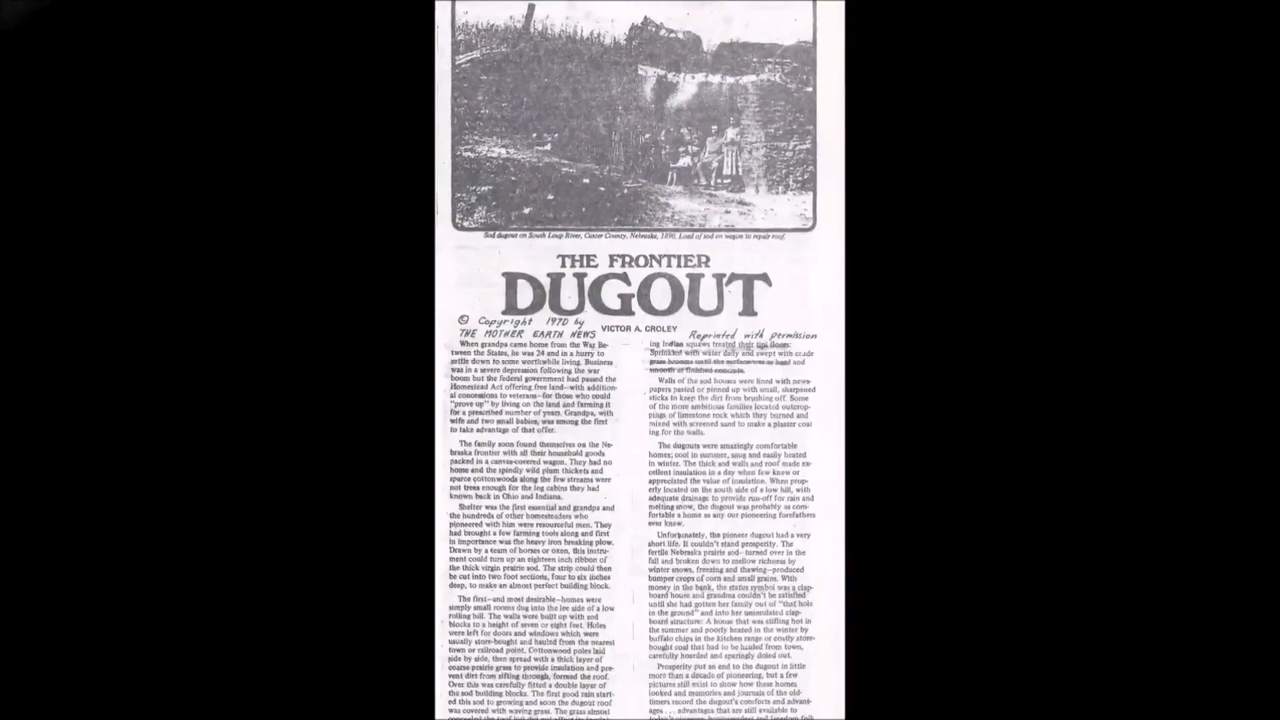 Sod dugout on South Loup River, Custer County, Nebraska, 1890. Load of sod on wagon to repair roof.
THE FRONTIER
DUGOUT
© Copyright 1970 by
THE MOTHER EARTH NEWS
VICTOR A. CROLEY
Reprinted with permission
When grandpa came home from the War Be-
tween the States, he was 24 and in a hurry to
settle down to some worthwhile living. Business
was in a severe depression following the war
boom but the federal government had passed the
Homestead Act offering free land—with addition-
al concessions to veterans—for those who could
"prove up" by living on the land and farming it
for a prescribed number of years. Grandpa, with
wife and two small babies, was among the first
to take advantage of that offer.
The family soon found themselves on the Ne-
braska frontier with all their household goods
packed in a canvas-covered wagon. They had no
home and the spindly wild plum thickets and
sparce cottonwoods along the few streams were
not trees enough for the log cabins they had
known back in Ohio and Indiana.
Shelter was the first essential and grandpa and
the hundreds of other homesteaders who
pioneered with him were resourceful men. They
had brought a few farming tools along and first
in importance was the heavy iron breaking plow.
Drawn by a team of horses or oxen, this instru-
ment could turn up an eighteen inch ribbon of
the thick virgin prairie sod. The strip could then
be cut into two foot sections, four to six inches
deep, to make an almost perfect building block.
The first—and most desirable—homes were
simply small rooms dug into the lee side of a low
rolling hill. The walls were built up with sod
blocks to a height of seven or eight feet. Holes
were left for doors and windows which were
usually store-bought and hauled from the nearest
town or railroad point. Cottonwood poles laid
side by side, then spread with a thick layer of
coarse prairie grass to provide insulation and pre-
vent dirt from sifting through, formed the roof.
Over this was carefully fitted a double layer of
the sod building blocks. The first good rain start-
ed this sod to growing and soon the dugout roof
was covered with waving grass. The grass almost
ing Indian squaws treated their tipi floors:
Sprinkled with water daily and swept with crude
grass brooms until the surface was as hard and
smooth as finished concrete.
Walls of the sod houses were lined with news-
papers pasted or pinned up with small, sharpened
sticks to keep the dirt from brushing off. Some
of the more ambitious families located outcrop-
pings of limestone rock which they burned and
mixed with screened sand to make a plaster coat
ing for the walls.
The dugouts were amazingly comfortable
homes; cool in summer, snug and easily heated
in winter. The thick sod walls and roof made ex-
cellent insulation in a day when few knew or
appreciated the value of insulation. When prop-
erly located on the south side of a low hill, with
adequate drainage to provide run-off for rain and
melting snow, the dugout was probably as com-
fortable a home as any our pioneering forefathers
ever knew.
Unfortunately, the pioneer dugout had a very
short life. It couldn't stand prosperity. The
fertile Nebraska prairie sod—turned over in the
fall and broken down to mellow richness by
winter snows, freezing and thawing—produced
bumper crops of corn and small grains. With
money in the bank, the status symbol was a clap-
board house and grandma couldn't be satisfied
until she had gotten her family out of "that hole
in the ground" and into her uninsulated clap-
board structure: A house that was stifling hot in
the summer and poorly heated in the winter by
buffalo chips in the kitchen range or costly store-
bought coal that had to be hauled from town,
carefully hoarded and sparingly doled out.
Prosperity put an end to the dugout in little
more than a decade of pioneering, but a few
pictures still exist to show how these homes
looked and memories and journals of the old-
timers record the dugout's comforts and advant-
ages . . . advantages that are still available to